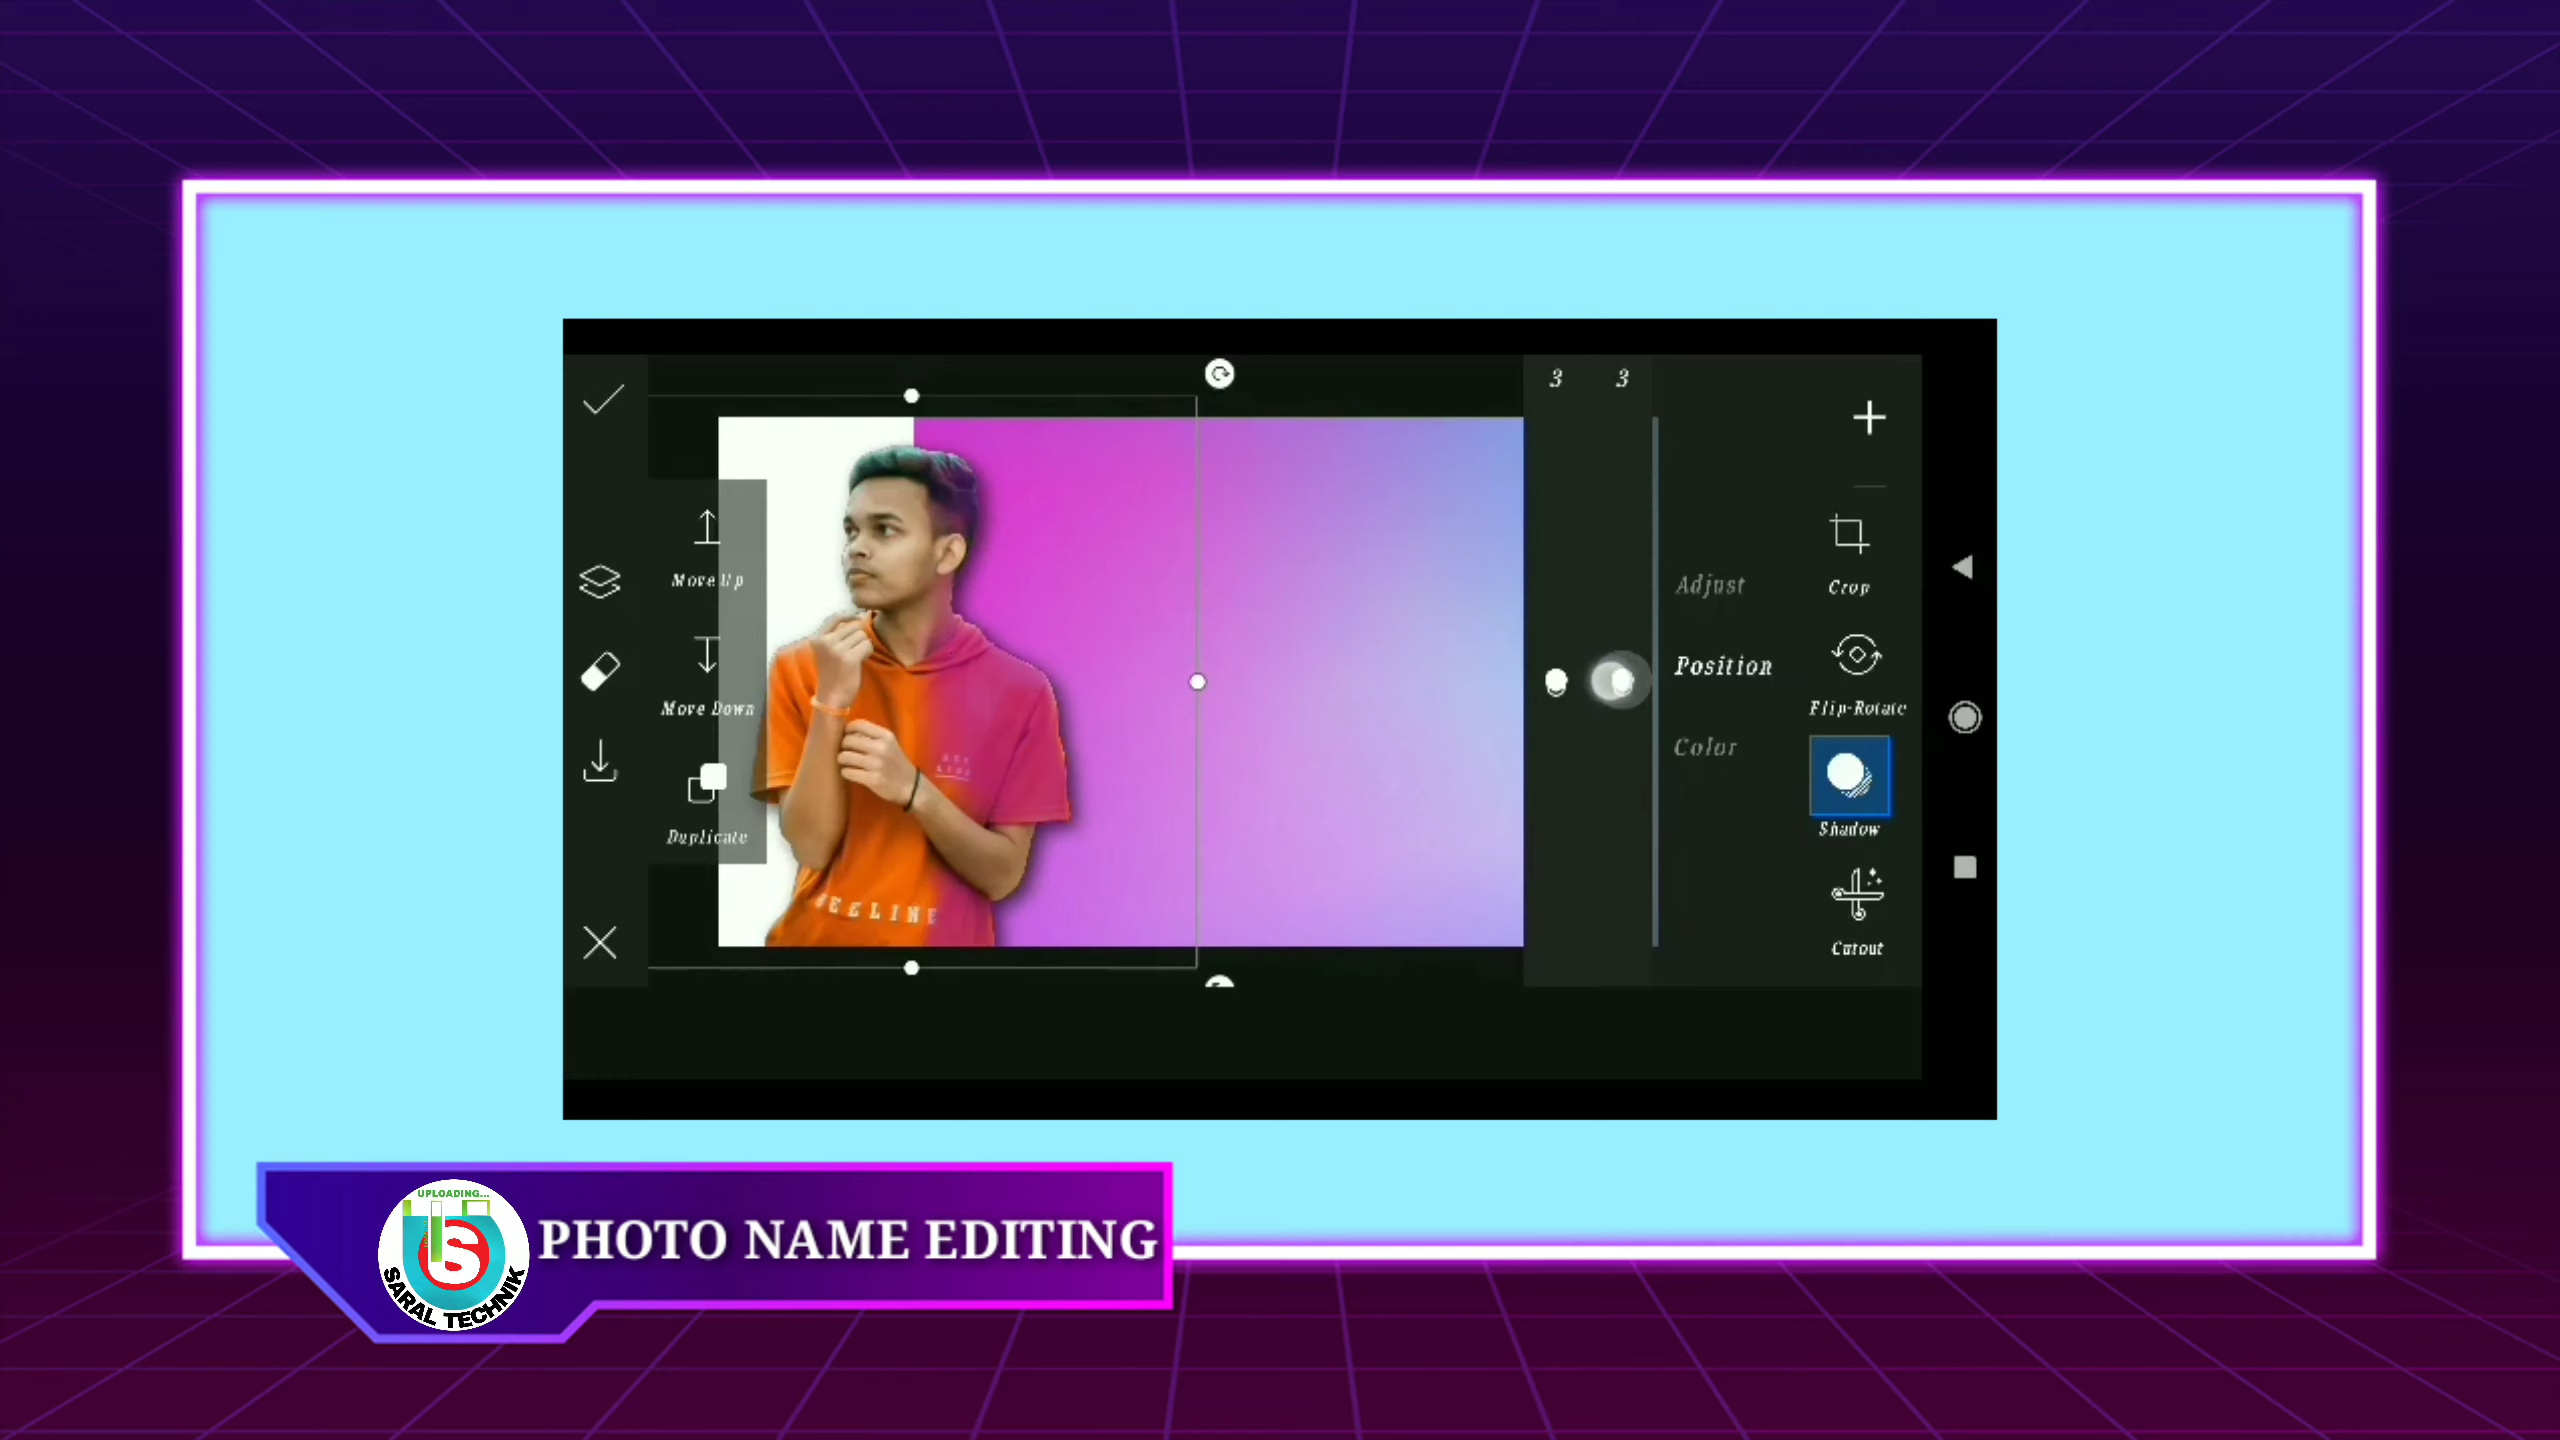 3 3
Move Up
Move Down
Duplicate
Adjust
Position
Color
Crop
Flip-Rotate
Shadow
Cutout
BEELINE
UPLOADING...
SARAL TECHNIK
PHOTO NAME EDITING